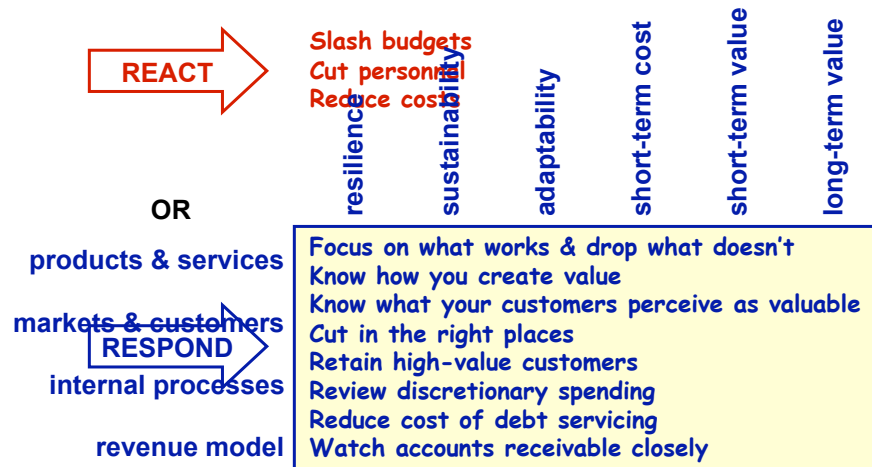 Slash budgets
REACT
Cut personnal
Reduce costs
resilience
sustainability
adaptability
short-term cost
short-term value
long-term value
OR
products & services
markets & customers
RESPOND
internal processes
revenue model
Focus on what works & drop what doesn't
Know how you create value
Know what your customers perceive as valuable
Cut in the right places
Retain high-value customers
Review discretionary spending
Reduce cost of debt servicing
Watch accounts receivable closely